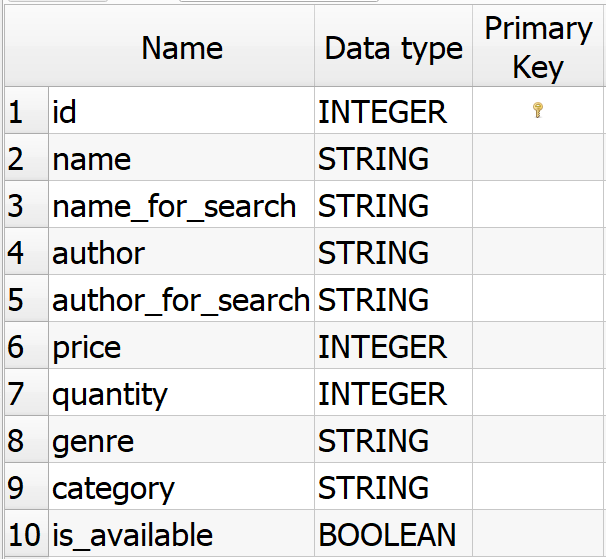 Name Data type Primary Key
1 id INTEGER
2 name STRING
3 name_for_search STRING
4 author STRING
5 author_for_search STRING
6 price INTEGER
7 quantity INTEGER
8 genre STRING
9 category STRING
10 is_available BOOLEAN